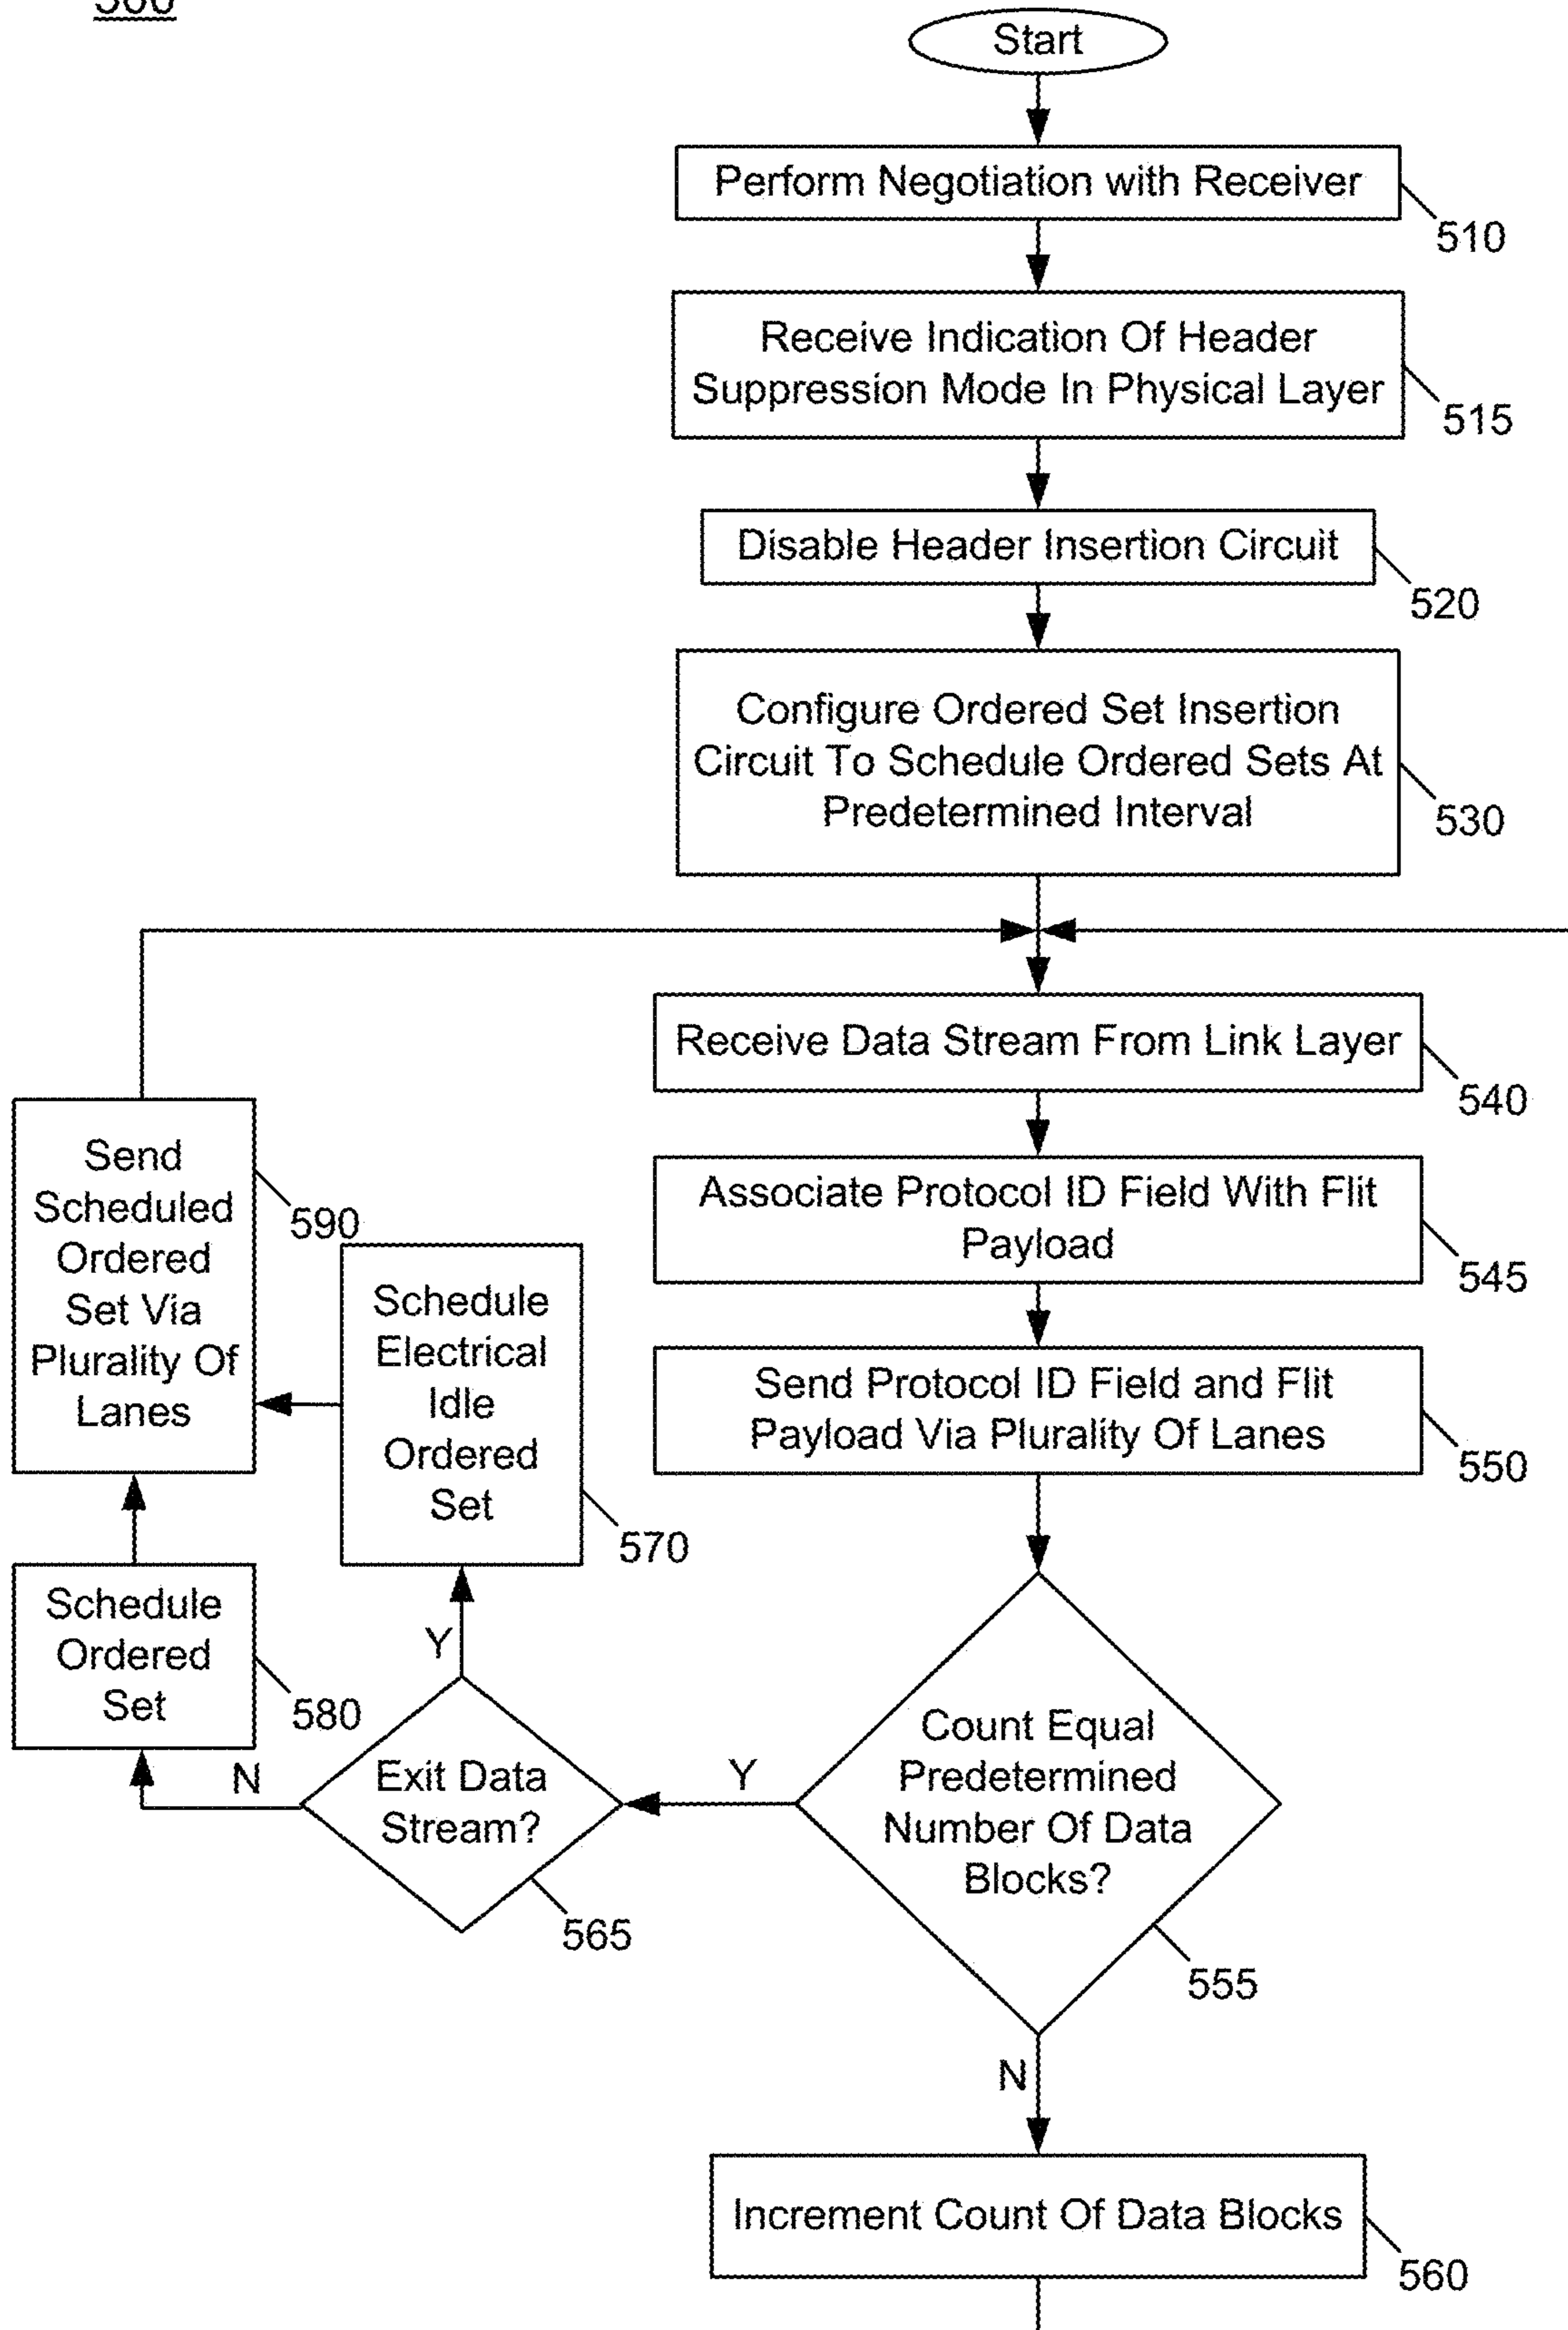 Start
Perform Negotiation with Receiver
510
Receive Indication Of Header
Suppression Mode In Physical Layer
515
Disable Header Insertion Circuit
520
Configure Ordered Set Insertion
Circuit To Schedule Ordered Sets At
Predetermined Interval
530
Receive Data Stream From Link Layer
540
Associate Protocol ID Field With Flit
Payload
545
Send Protocol ID Field and Flit
Payload Via Plurality Of Lanes
550
Send
Scheduled
Ordered
Set Via
Plurality Of
Lanes
590
Schedule
Electrical
Idle
Ordered
Set
570
Schedule
Ordered
Set
580
Y
N
Exit Data
Stream?
565
Y
Count Equal
Predetermined
Number Of Data
Blocks?
555
N
Increment Count Of Data Blocks
560